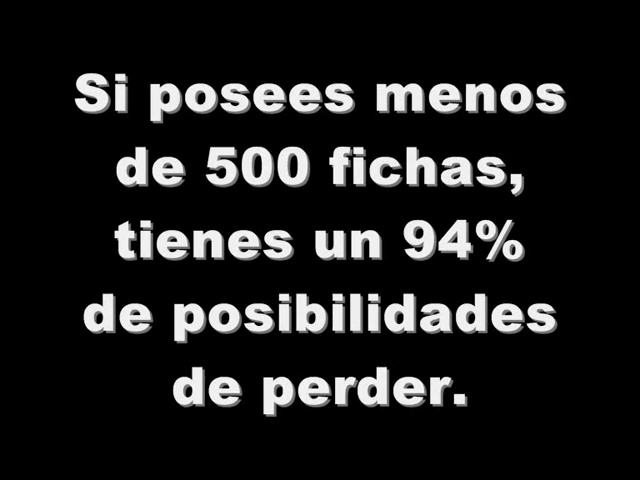 Si posees menos
de 500 fichas,
tienes un 94%
de posibilidades
de perder.